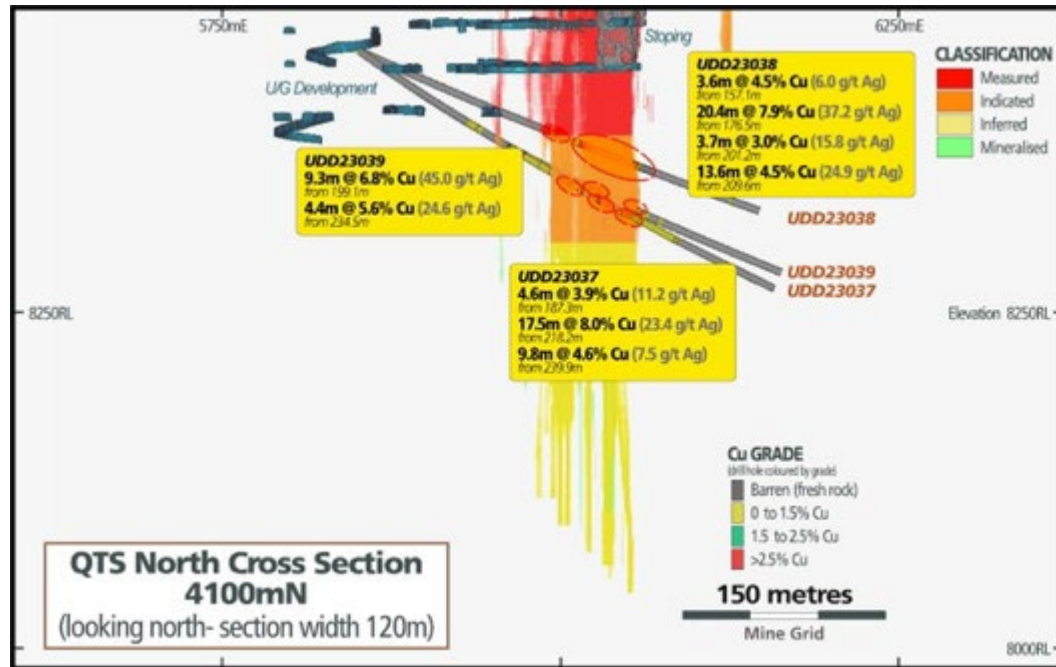 5750mE
6250mE
Stoping
U/G Development
CLASSIFICATION
Measured
Indicated
Inferred
Mineralised
UDD23038
3.6m @ 4.5% Cu (6.0 g/t Ag)
from 157.1m
20.4m @ 7.9% Cu (37.2 g/t Ag)
from 176.5m
3.7m @ 3.0% Cu (15.8 g/t Ag)
from 201.2m
13.6m @ 4.5% Cu (24.9 g/t Ag)
from 209.6m
UDD23039
9.3m @ 6.8% Cu (45.0 g/t Ag)
from 199.1m
4.4m @ 5.6% Cu (24.6 g/t Ag)
from 234.5m
UDD23038
UDD23039
UDD23037
UDD23037
4.6m @ 3.9% Cu (11.2 g/t Ag)
from 187.3m
17.5m @ 8.0% Cu (23.4 g/t Ag)
from 218.2m
9.8m @ 4.6% Cu (7.5 g/t Ag)
from 239.9m
8250RL
Elevation 8250RL
Cu GRADE
(drill hole coloured by grade)
Barren (fresh rock)
0 to 1.5% Cu
1.5 to 2.5% Cu
>2.5% Cu
150 metres
Mine Grid
QTS North Cross Section
4100mN
(looking north- section width 120m)
8000RL